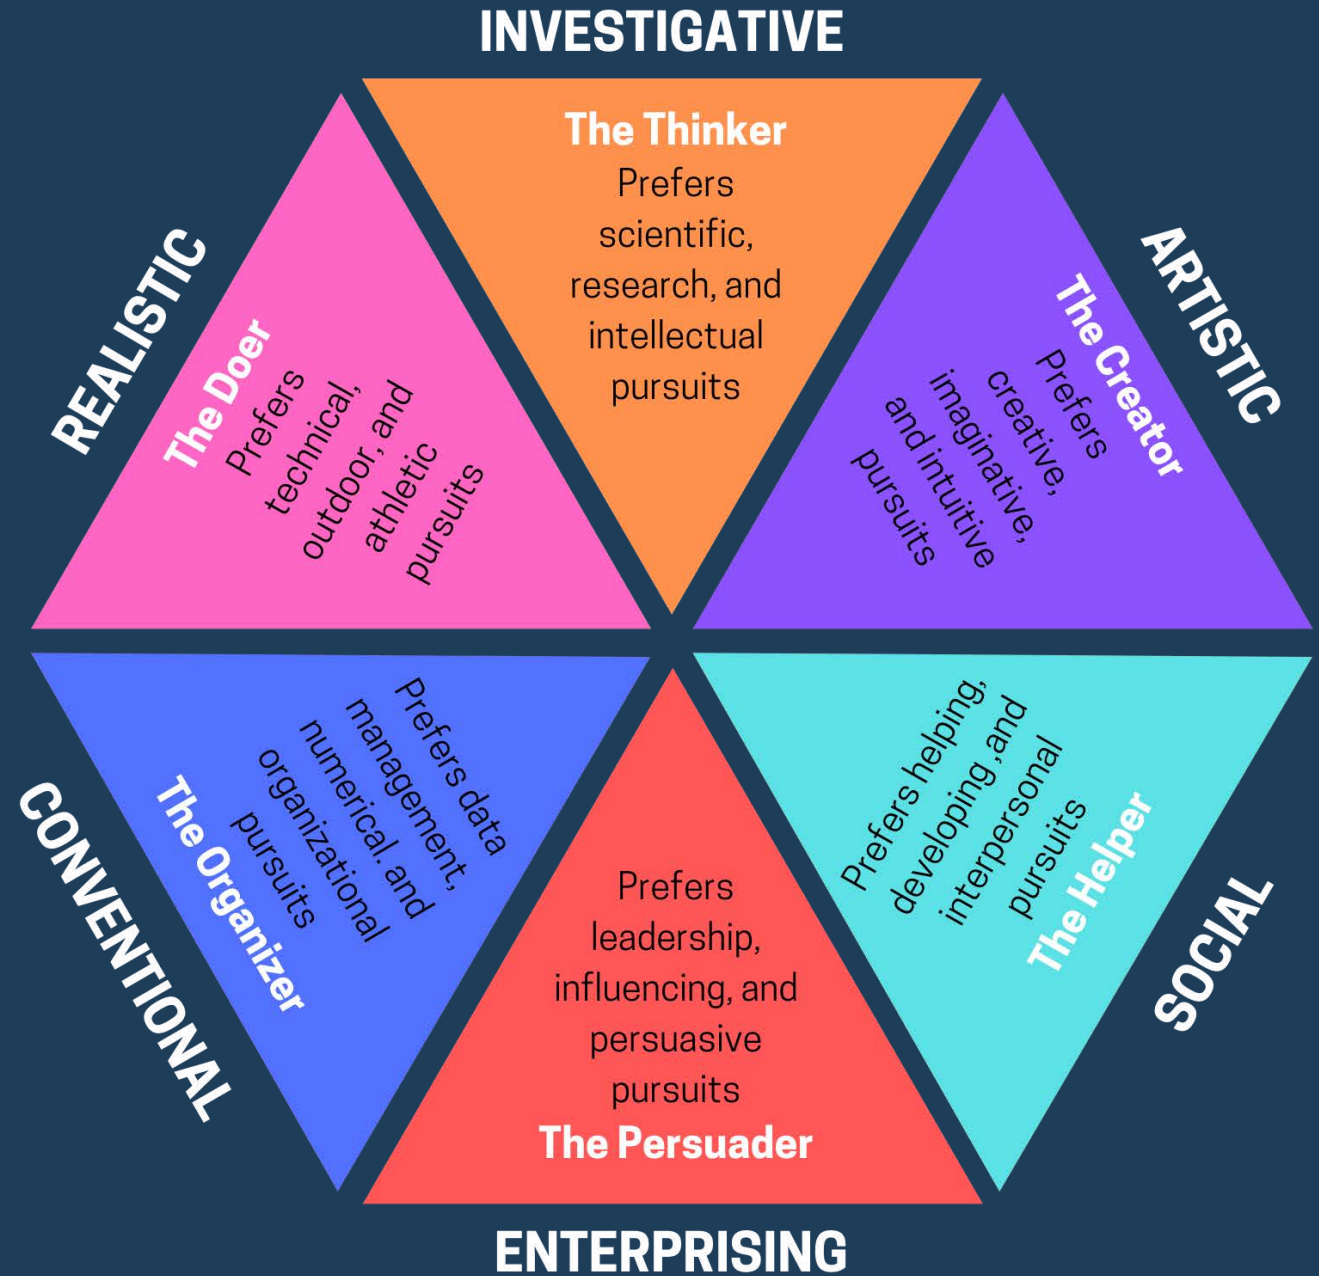 INVESTIGATIVE
The Thinker
Prefers
scientific,
research, and
intellectual
pursuits
ARTISTIC
The Creator
Prefers
creative,
imaginative,
and intuitive
pursuits
SOCIAL
Prefers helping,
developing ,and
interpersonal
pursuits
The Helper
ENTERPRISING
Prefers
leadership,
influencing, and
persuasive
pursuits
The Persuader
CONVENTIONAL
Prefers data
management,
numerical. and
organizational
pursuits
The Organizer
REALISTIC
The Doer
Prefers
technical,
outdoor, and
athletic
pursuits